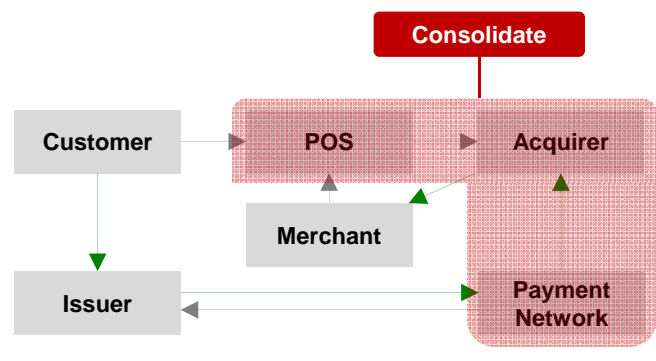 Consolidate
Customer
POS
Acquirer
Merchant
Issuer
Payment
Network